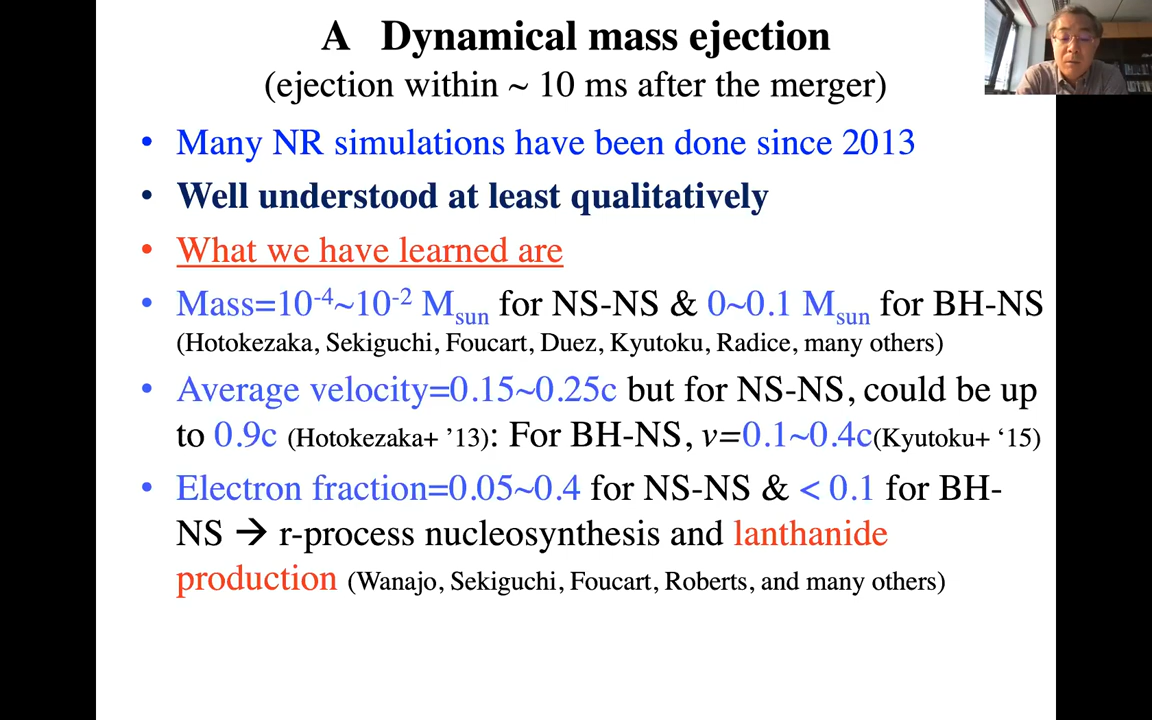 A Dynamical mass ejection
(ejection within ~ 10 ms after the merger)
• Many NR simulations have been done since 2013
• Well understood at least qualitatively
• What we have learned are
• Mass=10⁻⁴~10⁻² Mₛᵤₙ for NS-NS & 0~0.1 Mₛᵤₙ for BH-NS
(Hotokezaka, Sekiguchi, Foucart, Duez, Kyutoku, Radice, many others)
• Average velocity=0.15~0.25c but for NS-NS, could be up
to 0.9c (Hotokezaka+ ’13): For BH-NS, v=0.1~0.4c(Kyutoku+ ‘15)
• Electron fraction=0.05~0.4 for NS-NS & < 0.1 for BH-
NS → r-process nucleosynthesis and lanthanide
production (Wanajo, Sekiguchi, Foucart, Roberts, and many others)